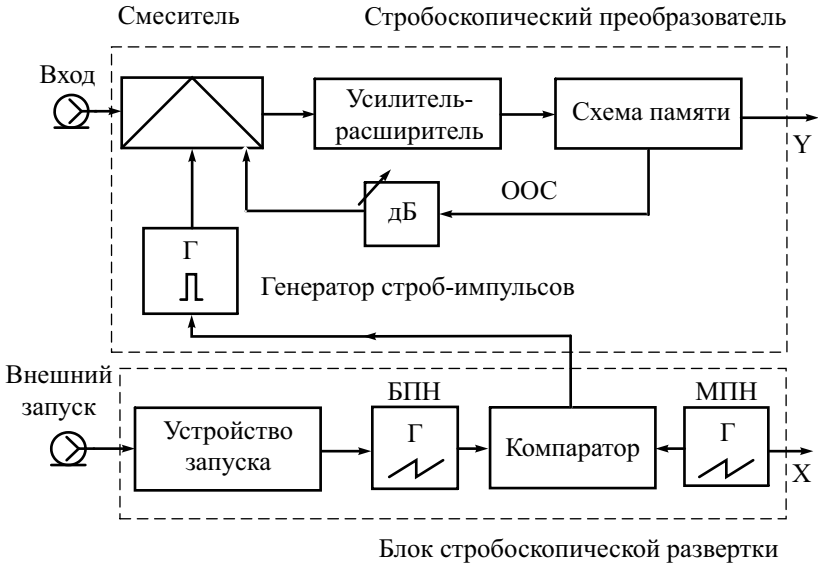 Смеситель
Стробоскопический преобразователь
Вход
Усилитель-
расширитель
Схема памяти
Y
ООС
дБ
Г
Генератор строб-импульсов
Внешний
запуск
БПН
МПН
Устройство
запуска
Г
Компаратор
Г
X
Блок стробоскопической развертки